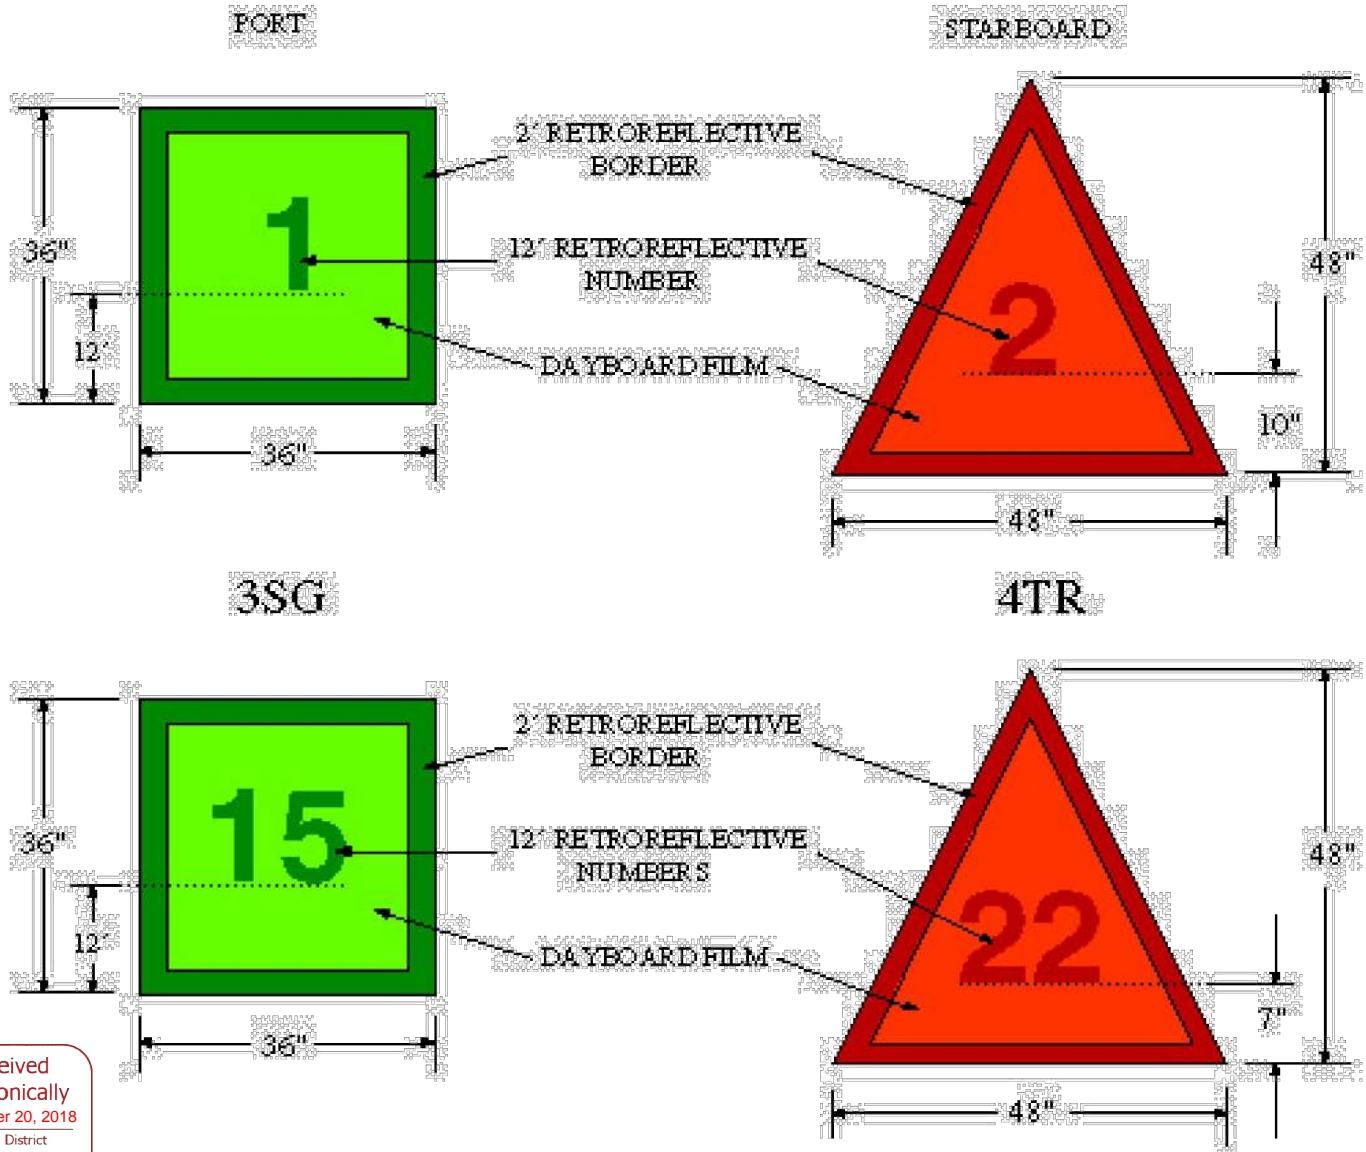 PORT
STARBOARD
2" RETROREFLECTIVE
BORDER
1
36"
12" RETROREFLECTIVE
NUMBER
48"
2
12"
DAYBOARD FILM
10"
36"
48"
3SG
4TR
2" RETROREFLECTIVE
BORDER
15
36"
12" RETROREFLECTIVE
NUMBERS
48"
22
12"
DAYBOARD FILM
7"
36"
48"
eived
onically
er 20, 2018
District